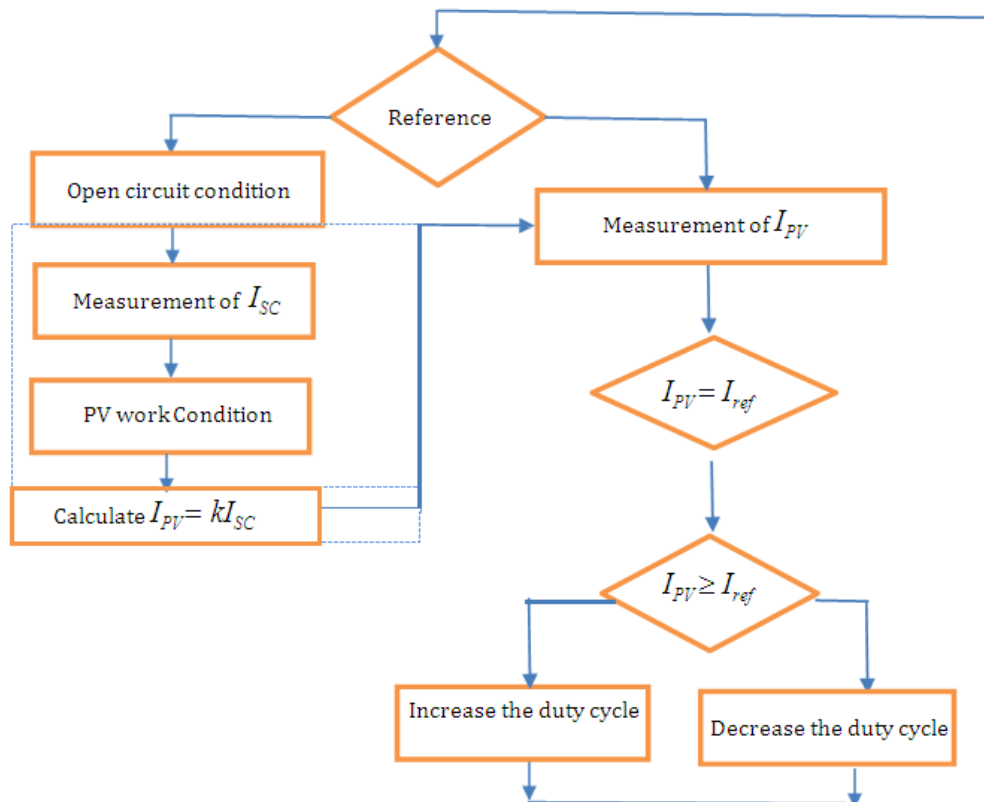 Reference
Open circuit condition
Measurement of I_SC
PV work Condition
Calculate I_PV = kI_SC
Measurement of I_PV
I_PV = I_ref
I_PV ≥ I_ref
Increase the duty cycle
Decrease the duty cycle